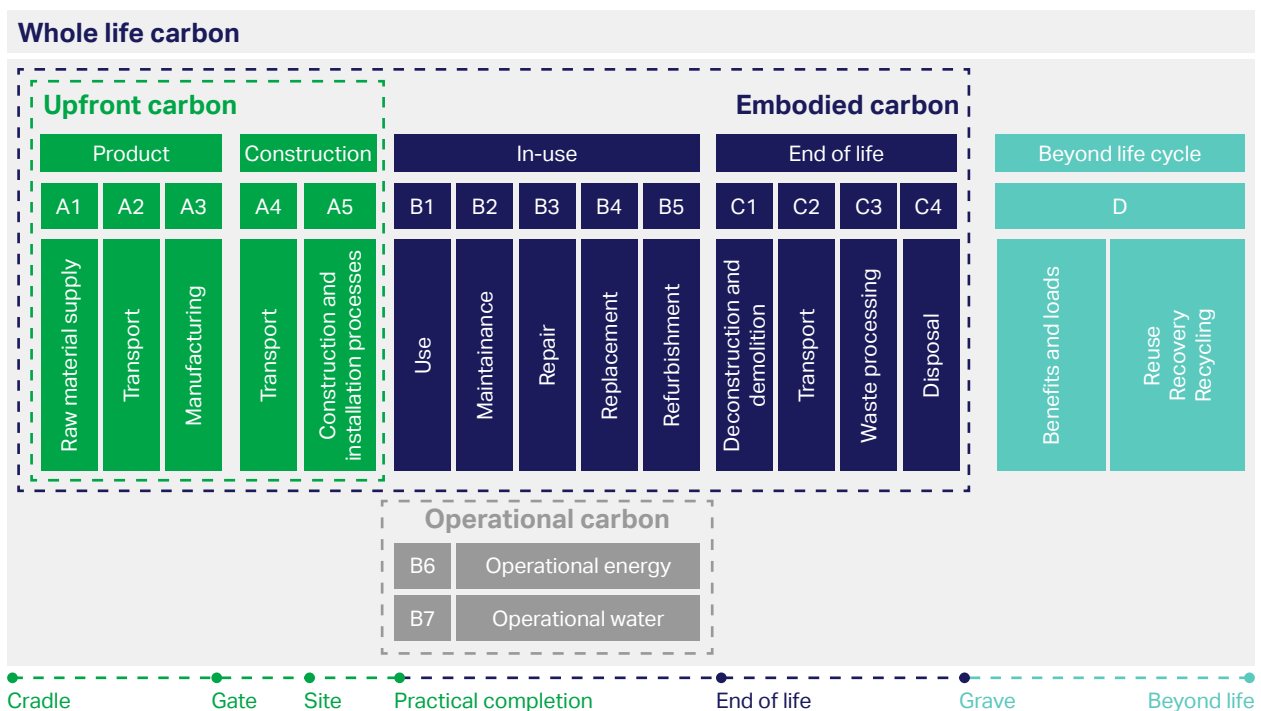 Whole life carbon
Upfront carbon
Embodied carbon
Product
Construction
In-use
End of life
Beyond life cycle
A1
A2
A3
A4
A5
B1
B2
B3
B4
B5
C1
C2
C3
C4
D
Raw material supply
Transport
Manufacturing
Transport
Construction and
installation processes
Use
Maintainance
Repair
Replacement
Refurbishment
Deconstruction and
demolition
Transport
Waste processing
Disposal
Benefits and loads
Reuse
Recovery
Recycling
Operational carbon
B6
Operational energy
B7
Operational water
Cradle
Gate
Site
Practical completion
End of life
Grave
Beyond life